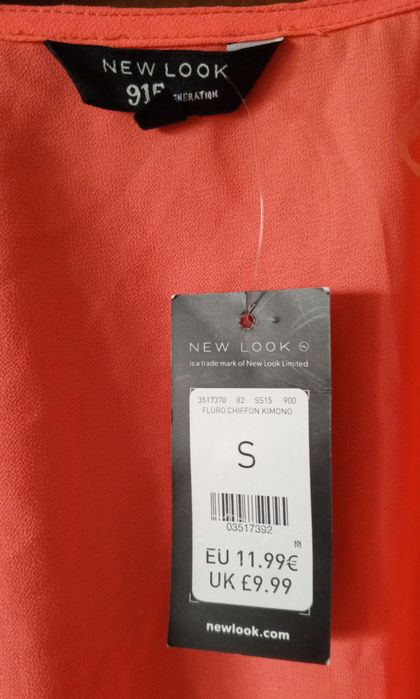 NEW LOOK
915
NEW LOOK
is a trade mark of New Look Limited
3517370 82 SS15 900
FLURO CHIFFON KIMONO
S
03517392
M
EU 11.99€
UK £9.99
newlook.com